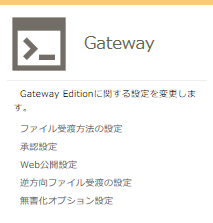 Gateway
Gateway Editionに関する設定を変更しま
す。
ファイル受渡方法の設定
承認設定
Web公開設定
逆方向ファイル受渡の設定
無害化オプション設定